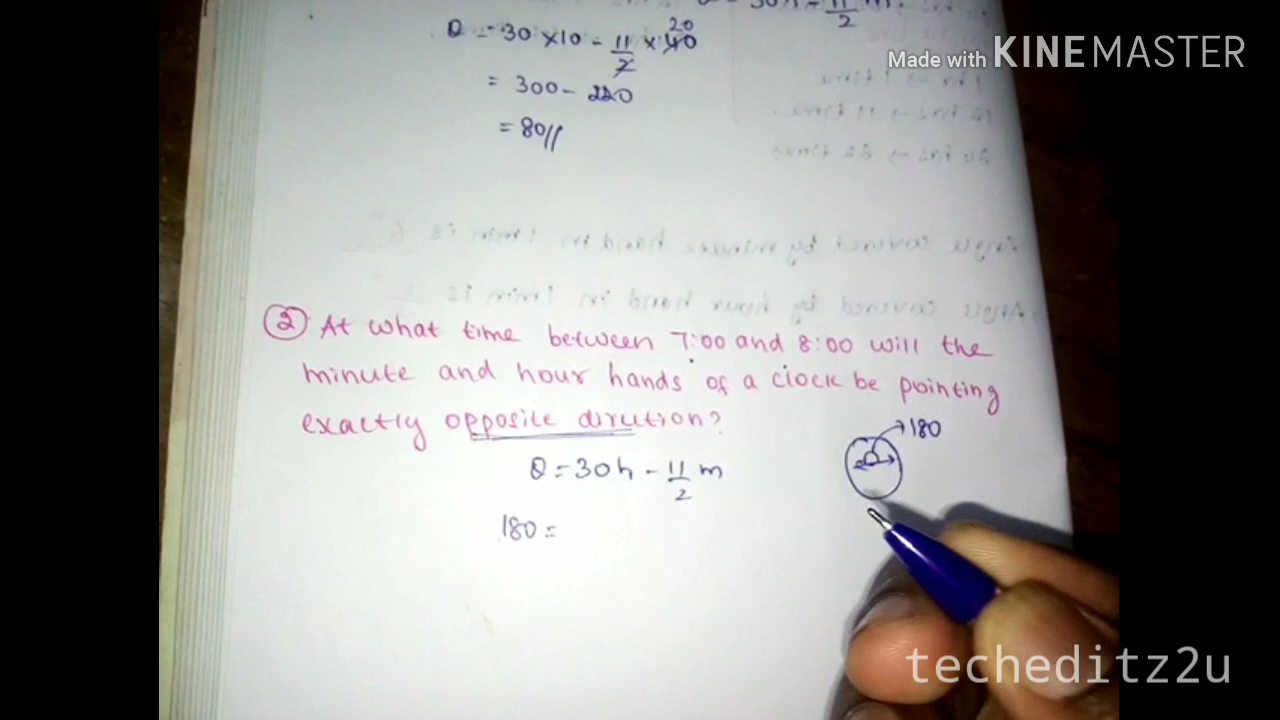 Made with KINEMASTER
θ = 30 × 10 - 11/2 × 40 20
= 300 - 220
= 80//
② At what time between 7:00 and 8:00 will the
minute and hour hands of a clock be pointing
exactly opposite dirution?
180
θ = 30h - 11/2 m
180 =
techeditz2u